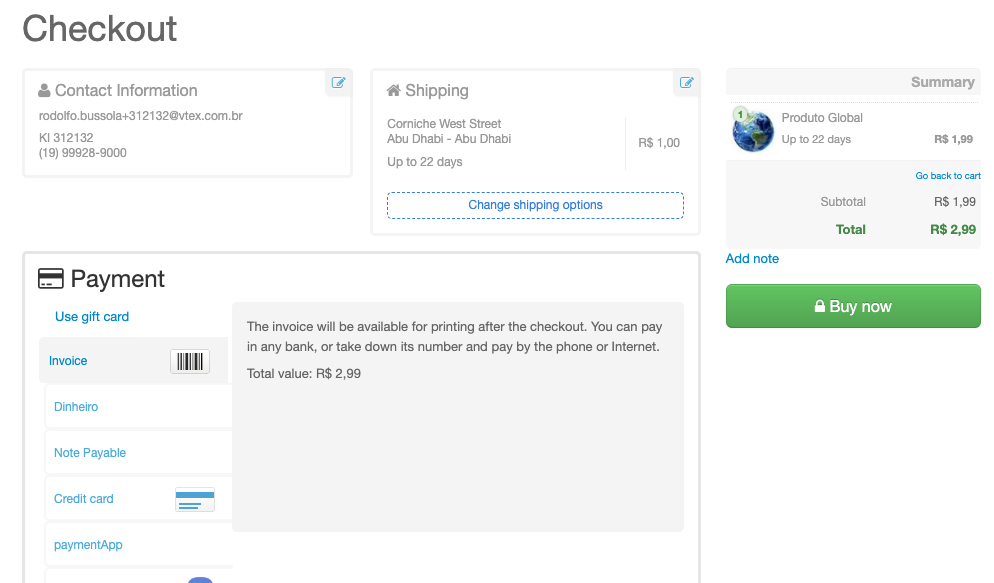 Checkout
Contact Information
rodolfo.bussola+312132@vtex.com.br
KI 312132
(19) 99928-9000
Shipping
Corniche West Street
Abu Dhabi - Abu Dhabi
Up to 22 days
R$ 1,00
Change shipping options
Payment
Use gift card
Invoice
Dinheiro
Note Payable
Credit card
paymentApp
The invoice will be available for printing after the checkout. You can pay
in any bank, or take down its number and pay by the phone or Internet.
Total value: R$ 2,99
Summary
1
Produto Global
Up to 22 days R$ 1,99
Go back to cart
Subtotal R$ 1,99
Total R$ 2,99
Add note
Buy now